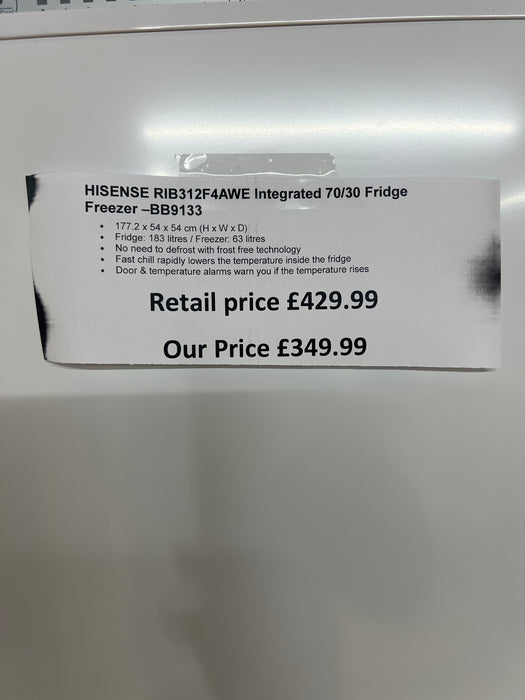 HISENSE RIB312F4AWE Integrated 70/30 Fridge
Freezer –BB9133
• 177.2 x 54 x 54 cm (H x W x D)
• Fridge: 183 litres / Freezer: 63 litres
• No need to defrost with frost free technology
• Fast chill rapidly lowers the temperature inside the fridge
• Door & temperature alarms warn you if the temperature rises
Retail price £429.99
Our Price £349.99